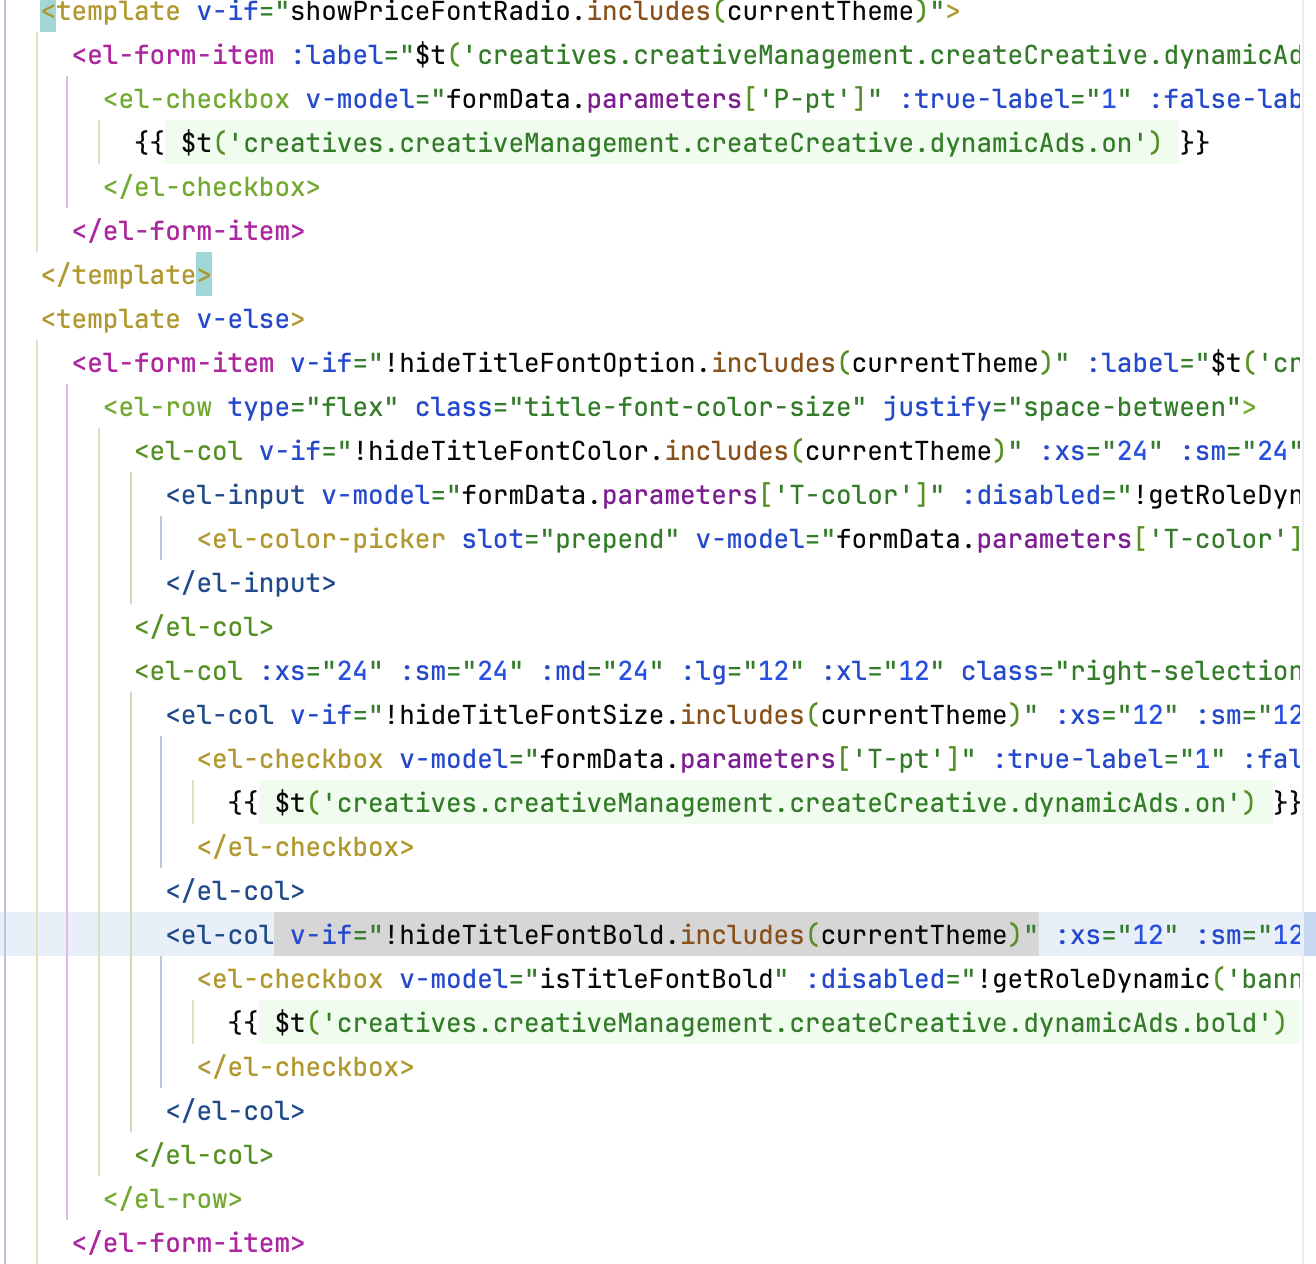 <template v-if="showPriceFontRadio.includes(currentTheme)">
<el-form-item :label="$t('creatives.creativeManagement.createCreative.dynamicAd
<el-checkbox v-model="formData.parameters['P-pt']" :true-label="1" :false-lab
{{ $t('creatives.creativeManagement.createCreative.dynamicAds.on') }}
</el-checkbox>
</el-form-item>
</template>
<template v-else>
<el-form-item v-if="!hideTitleFontOption.includes(currentTheme)" :label="$t('cr
<el-row type="flex" class="title-font-color-size" justify="space-between">
<el-col v-if="!hideTitleFontColor.includes(currentTheme)" :xs="24" :sm="24"
<el-input v-model="formData.parameters['T-color']" :disabled="!getRoleDyn
<el-color-picker slot="prepend" v-model="formData.parameters['T-color']
</el-input>
</el-col>
<el-col :xs="24" :sm="24" :md="24" :lg="12" :xl="12" class="right-selection
<el-col v-if="!hideTitleFontSize.includes(currentTheme)" :xs="12" :sm="12
<el-checkbox v-model="formData.parameters['T-pt']" :true-label="1" :fal
{{ $t('creatives.creativeManagement.createCreative.dynamicAds.on') }}
</el-checkbox>
</el-col>
<el-col v-if="!hideTitleFontBold.includes(currentTheme)" :xs="12" :sm="12
<el-checkbox v-model="isTitleFontBold" :disabled="!getRoleDynamic('bann
{{ $t('creatives.creativeManagement.createCreative.dynamicAds.bold')
</el-checkbox>
</el-col>
</el-col>
</el-row>
</el-form-item>